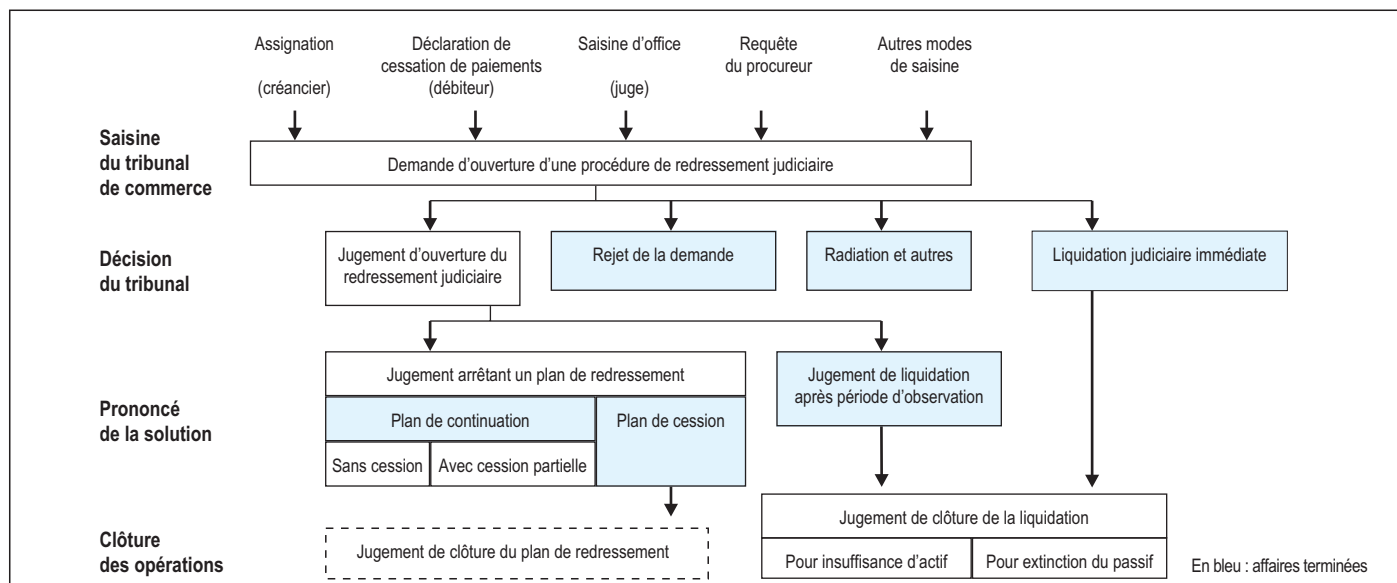 Assignation
(créancier)
Déclaration de
cessation de paiements
(débiteur)
Saisine d'office
(juge)
Requête
du procureur
Autres modes
de saisine
Saisine
du tribunal
de commerce
Demande d'ouverture d'une procédure de redressement judiciaire
Décision
du tribunal
Jugement d'ouverture du
redressement judiciaire
Rejet de la demande
Radiation et autres
Liquidation judiciaire immédiate
Prononcé
de la solution
Jugement arrêtant un plan de redressement
Plan de continuation
Plan de cession
Sans cession
Avec cession partielle
Jugement de liquidation
après période d'observation
Clôture
des opérations
Jugement de clôture du plan de redressement
Jugement de clôture de la liquidation
Pour insuffisance d'actif
Pour extinction du passif
En bleu : affaires terminées